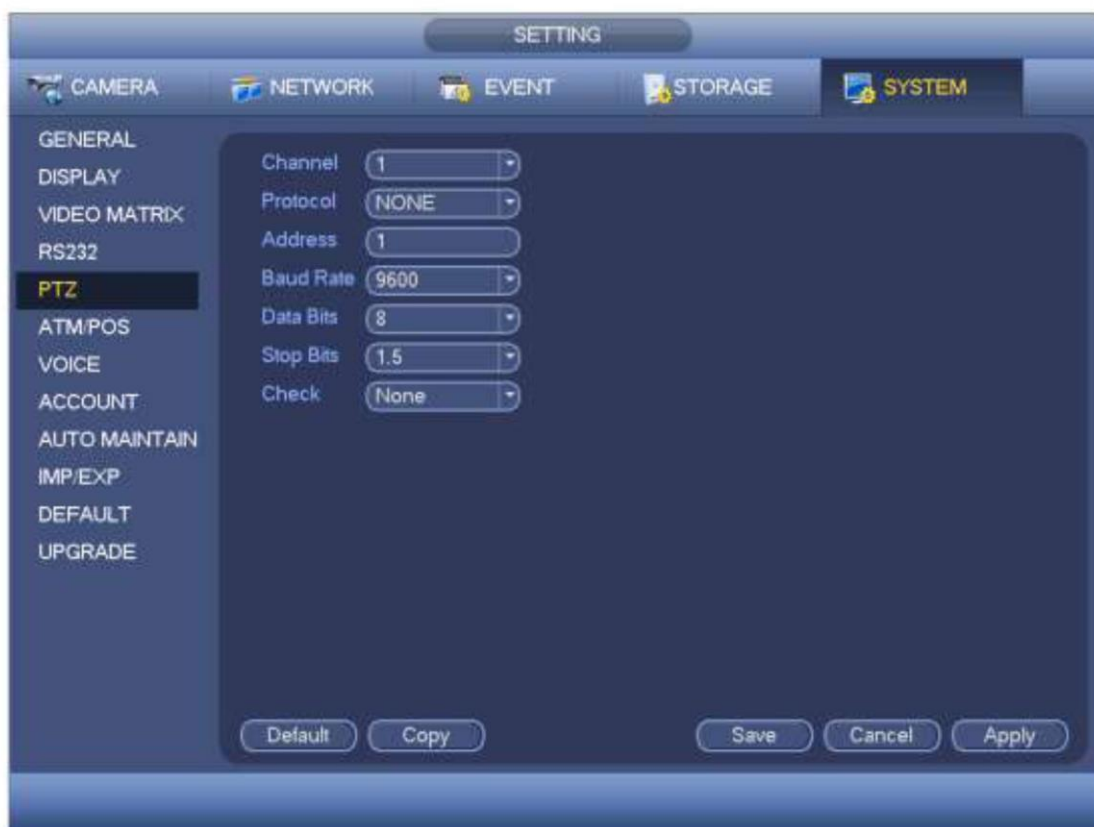 SETTING
CAMERA NETWORK EVENT STORAGE SYSTEM
GENERAL
DISPLAY
VIDEO MATRIX
RS232
PTZ
ATM/POS
VOICE
ACCOUNT
AUTO MAINTAIN
IMP/EXP
DEFAULT
UPGRADE
Channel 1
Protocol NONE
Address 1
Baud Rate 9600
Data Bits 8
Stop Bits 1.5
Check None
Default Copy Save Cancel Apply